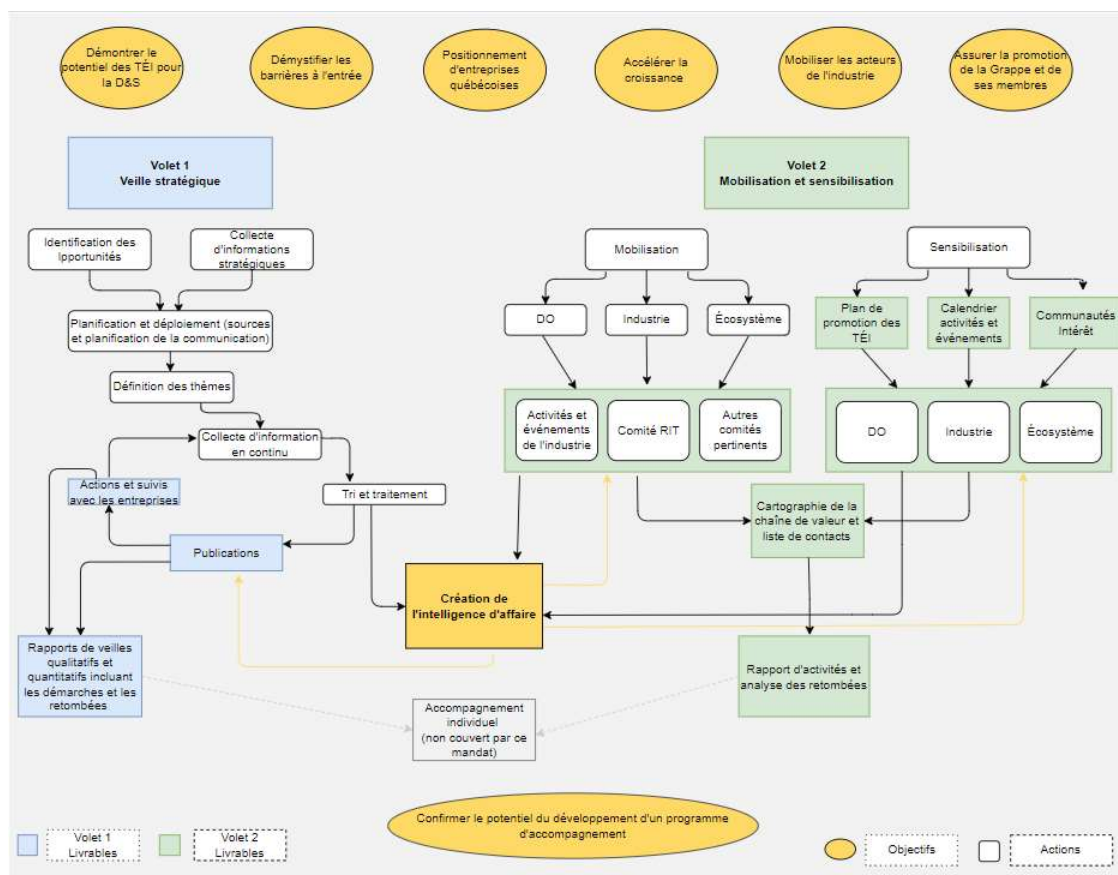 Démontrer le
potentiel des TÉI pour
la D&S
Démystifier les
barrières à l'entrée
Positionnement
d'entreprises
québécoises
Accélérer la
croissance
Mobiliser les acteurs
de l'industrie
Assurer la promotion
de la Grappe et de
ses membres
Volet 1
Veille stratégique
Volet 2
Mobilisation et sensibilisation
Identification des
Ipportunités
Collecte
d'informations
stratégiques
Mobilisation
Sensibilisation
Planification et déploiement (sources
et planification de la communication)
DO
Industrie
Écosystème
Plan de
promotion des
TÉI
Calendrier
activités et
événements
Communautés
Intérêt
Définition des thèmes
Collecte d'information
en continu
Activités et
événements
de l'industrie
Comité RIT
Autres
comités
pertinents
DO
Industrie
Écosystème
Actions et suivis
avec les entreprises
Tri et traitement
Cartographie de la
chaîne de valeur et
liste de contacts
Publications
Création de
l'intelligence d'affaire
Rapports de veilles
qualitatifs et
quantitatifs incluant
les démarches et les
retombées
Rapport d'activités et
analyse des retombées
Accompagnement
individuel
(non couvert par ce
mandat)
Confirmer le potentiel du développement d'un programme
d'accompagnement
Volet 1
Livrables
Volet 2
Livrables
Objectifs
Actions